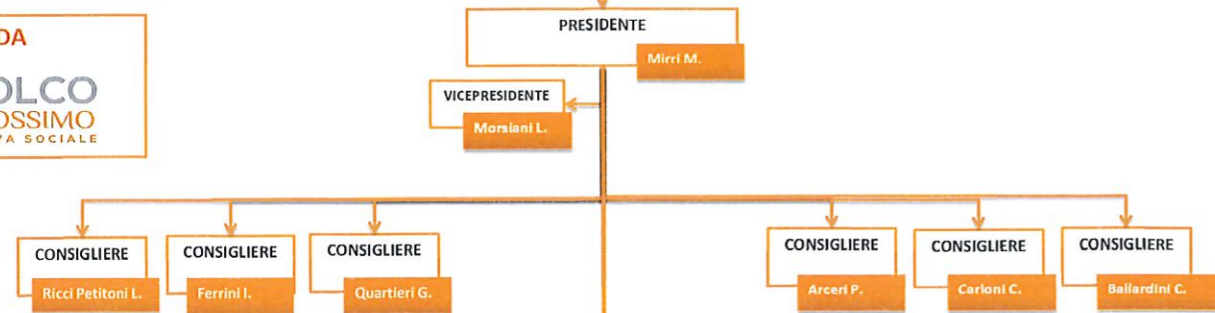 DA
OLCO
OSSIMO
VA SOCIALE
PRESIDENTE
Mirri M.
VICEPRESIDENTE
Morsiani L.
CONSIGLIERE
Ricci Petitoni L.
CONSIGLIERE
Ferrini I.
CONSIGLIERE
Quartieri G.
CONSIGLIERE
Arceri P.
CONSIGLIERE
Carloni C.
CONSIGLIERE
Ballardini C.